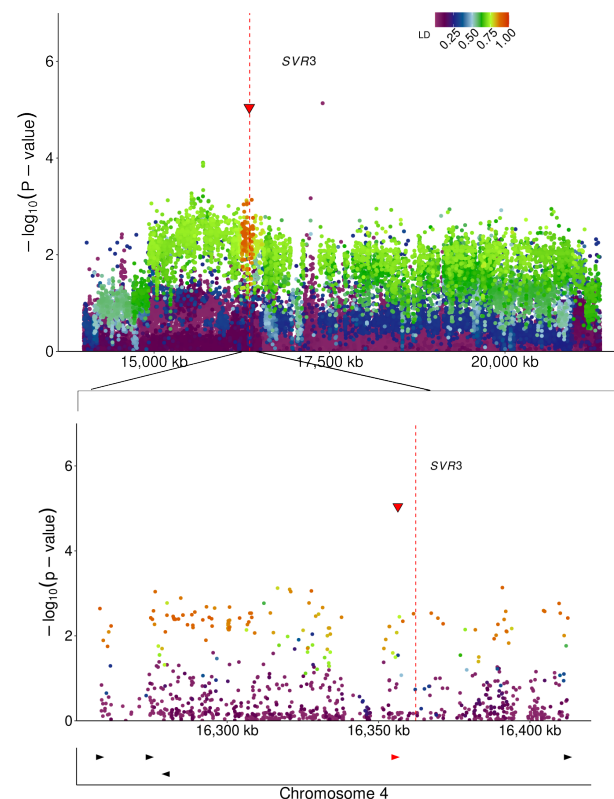 LD
0.25 0.50 0.75 1.00
SVR3
− log10(P − value)
6
4
2
0
15,000 kb 17,500 kb 20,000 kb
SVR3
− log10(p − value)
6
4
2
0
16,300 kb 16,350 kb 16,400 kb
Chromosome 4